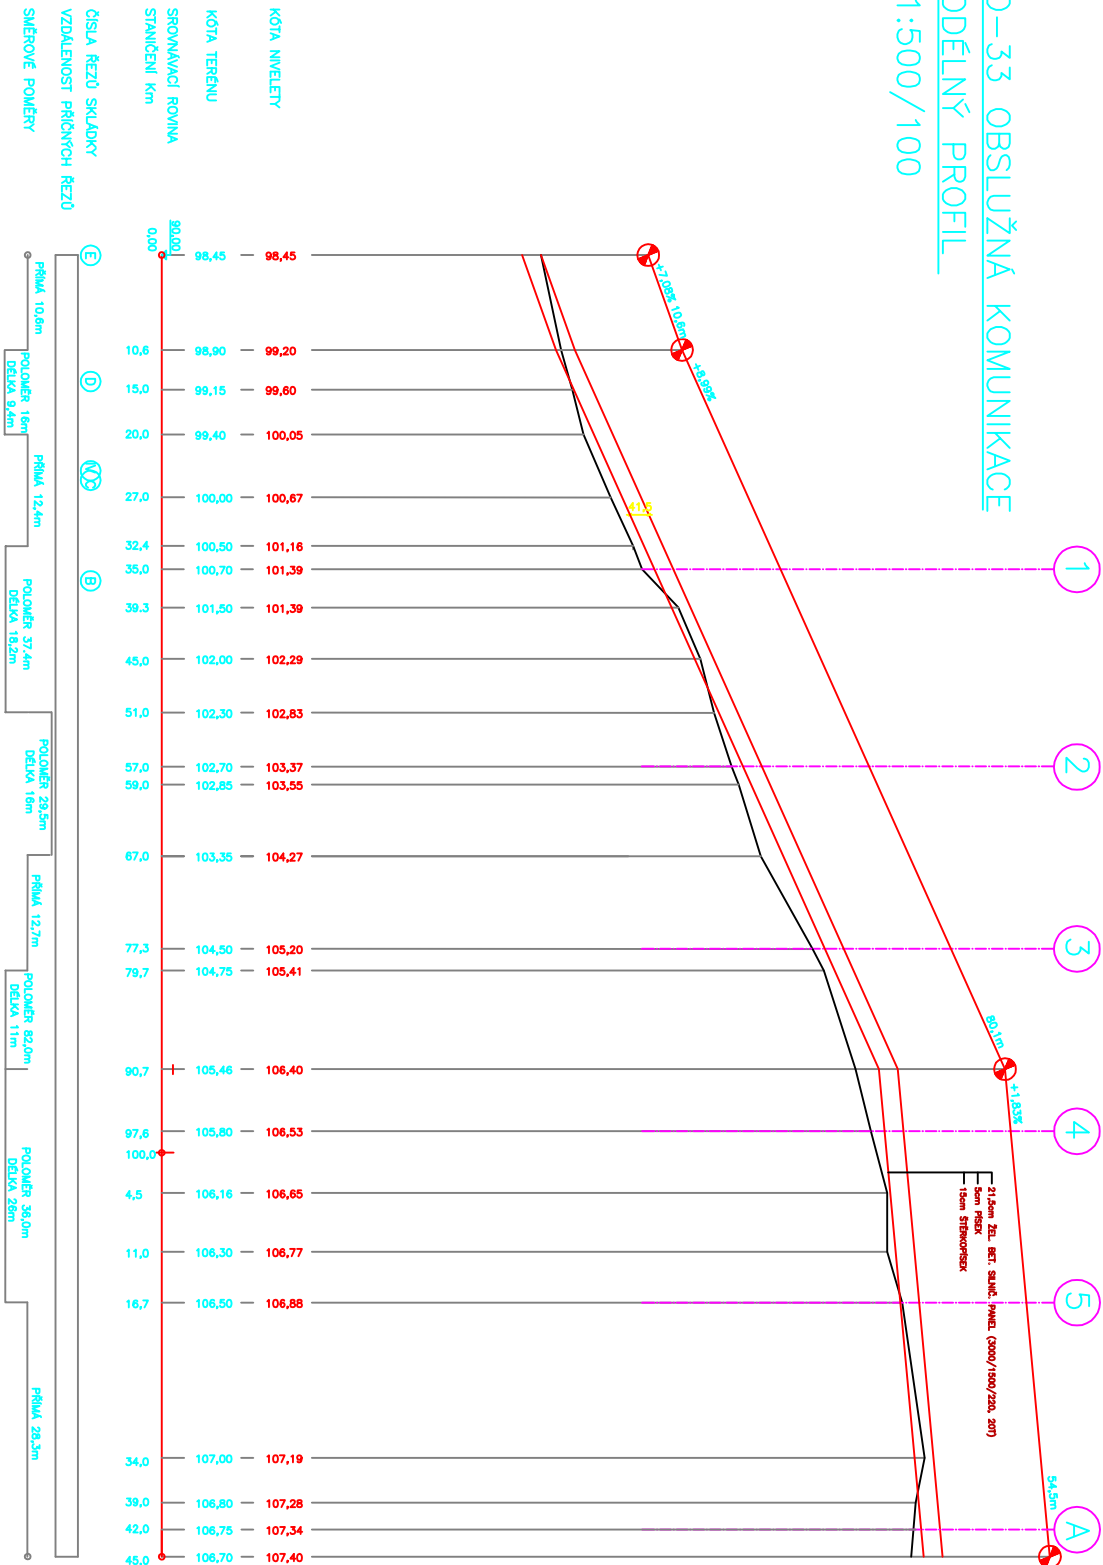 O-33 OBSLUŽNÁ KOMUNIKACE
ODÉLNÝ PROFIL
1:500/100
KÓTA NIVELETY
KÓTA TERÉNU
SROVNÁVACÍ ROVINA
STANIČENÍ Km
ČÍSLA ŘEZŮ SKLÁDKY
VZDÁLENOST PŘÍČNÝCH ŘEZŮ
SMĚROVÉ POMĚRY
1
2
3
4
5
A
+7,08% 10,6m
+8,99%
80,1m
+1,83%
54,5m
21,5cm ŽEL. BET. SILNIČ. PANEL (3000/1500/220, 20T)
5cm PÍSEK
15cm ŠTĚRKOPÍSEK
41,5
98,45
99,20
99,60
100,05
100,67
101,16
101,39
101,39
102,29
102,83
103,37
103,55
104,27
105,20
105,41
106,40
106,53
106,65
106,77
106,88
107,19
107,28
107,34
107,40
98,45
98,90
99,15
99,40
100,00
100,50
100,70
101,50
102,00
102,30
102,70
102,85
103,35
104,50
104,75
105,46
105,80
106,16
106,30
106,50
107,00
106,80
106,75
106,70
90,00
0,00
10,6
15,0
20,0
27,0
32,4
35,0
39,3
45,0
51,0
57,0
59,0
67,0
77,3
79,7
90,7
97,6
100,0
4,5
11,0
16,7
34,0
39,0
42,0
45,0
E
D
C
B
PŘÍMÁ 10,6m
POLOMĚR 16m
DÉLKA 9,4m
PŘÍMÁ 12,4m
POLOMĚR 37,4m
DÉLKA 18,2m
POLOMĚR 29,5m
DÉLKA 16m
PŘÍMÁ 12,7m
POLOMĚR 82,0m
DÉLKA 11m
POLOMĚR 36,0m
DÉLKA 26m
PŘÍMÁ 28,3m